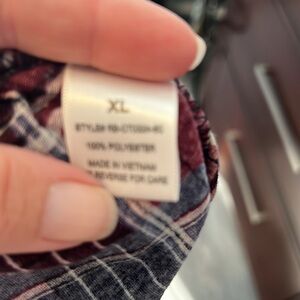 XL
STYLE#
100% POLYESTER
MADE IN VIETNAM
REVERSE FOR CARE